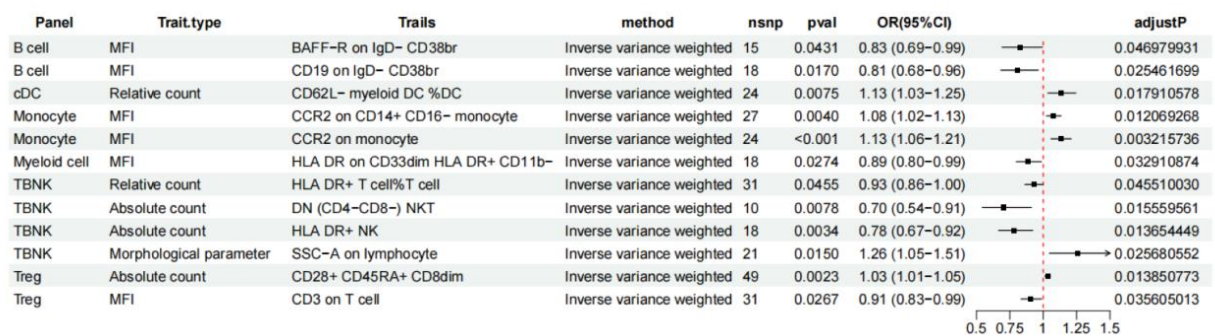 Panel Trait.type Trails method nsnp pval OR(95%CI) adjustP
B cell MFI BAFF−R on IgD− CD38br Inverse variance weighted 15 0.0431 0.83 (0.69−0.99) 0.046979931
B cell MFI CD19 on IgD− CD38br Inverse variance weighted 18 0.0170 0.81 (0.68−0.96) 0.025461699
cDC Relative count CD62L− myeloid DC %DC Inverse variance weighted 24 0.0075 1.13 (1.03−1.25) 0.017910578
Monocyte MFI CCR2 on CD14+ CD16− monocyte Inverse variance weighted 27 0.0040 1.08 (1.02−1.13) 0.012069268
Monocyte MFI CCR2 on monocyte Inverse variance weighted 24 <0.001 1.13 (1.06−1.21) 0.003215736
Myeloid cell MFI HLA DR on CD33dim HLA DR+ CD11b− Inverse variance weighted 18 0.0274 0.89 (0.80−0.99) 0.032910874
TBNK Relative count HLA DR+ T cell%T cell Inverse variance weighted 31 0.0455 0.93 (0.86−1.00) 0.045510030
TBNK Absolute count DN (CD4−CD8−) NKT Inverse variance weighted 10 0.0078 0.70 (0.54−0.91) 0.015559561
TBNK Absolute count HLA DR+ NK Inverse variance weighted 18 0.0034 0.78 (0.67−0.92) 0.013654449
TBNK Morphological parameter SSC−A on lymphocyte Inverse variance weighted 21 0.0150 1.26 (1.05−1.51) 0.025680552
Treg Absolute count CD28+ CD45RA+ CD8dim Inverse variance weighted 49 0.0023 1.03 (1.01−1.05) 0.013850773
Treg MFI CD3 on T cell Inverse variance weighted 31 0.0267 0.91 (0.83−0.99) 0.035605013
0.5 0.75 1 1.25 1.5